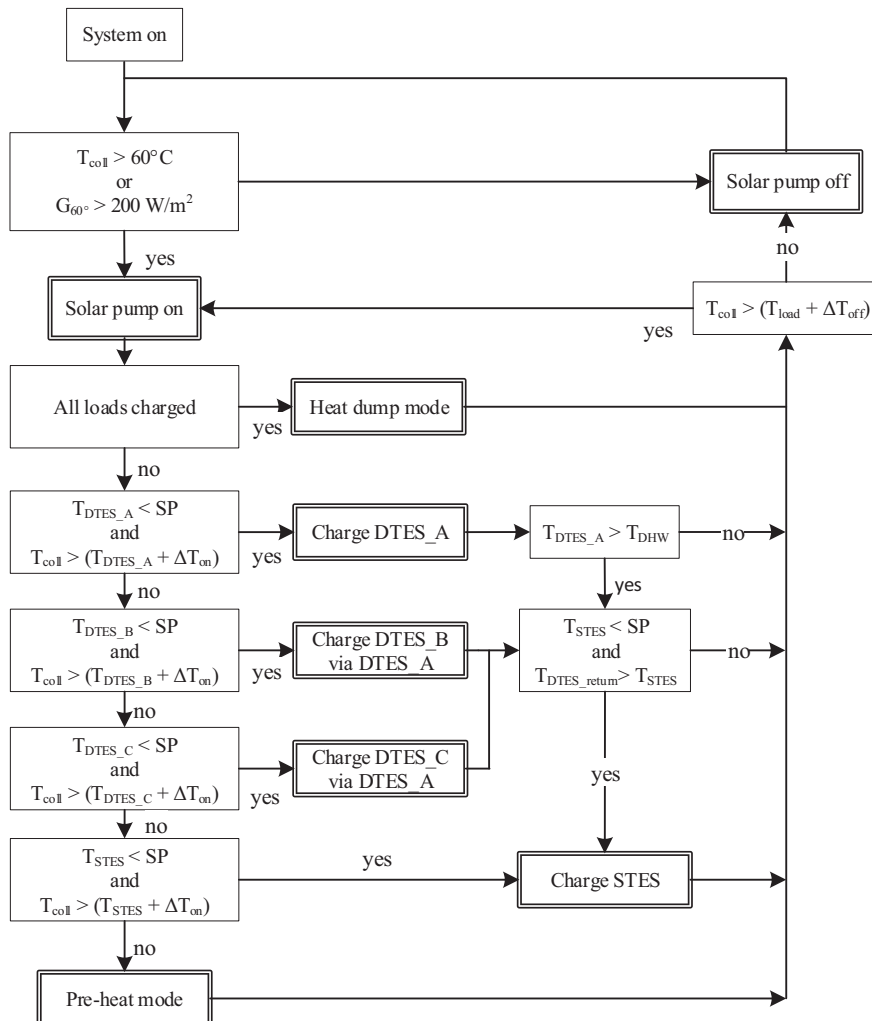 System on
T_coll > 60°C
or
G_60° > 200 W/m²
Solar pump off
yes
no
Solar pump on
yes
T_coll > (T_load + ΔT_off)
All loads charged
yes
Heat dump mode
no
T_DTES_A < SP
and
T_coll > (T_DTES_A + ΔT_on)
yes
Charge DTES_A
T_DTES_A > T_DHW
no
no
yes
T_DTES_B < SP
and
T_coll > (T_DTES_B + ΔT_on)
yes
Charge DTES_B
via DTES_A
T_STES < SP
and
T_DTES_return > T_STES
no
no
T_DTES_C < SP
and
T_coll > (T_DTES_C + ΔT_on)
yes
Charge DTES_C
via DTES_A
yes
no
T_STES < SP
and
T_coll > (T_STES + ΔT_on)
yes
Charge STES
no
Pre-heat mode